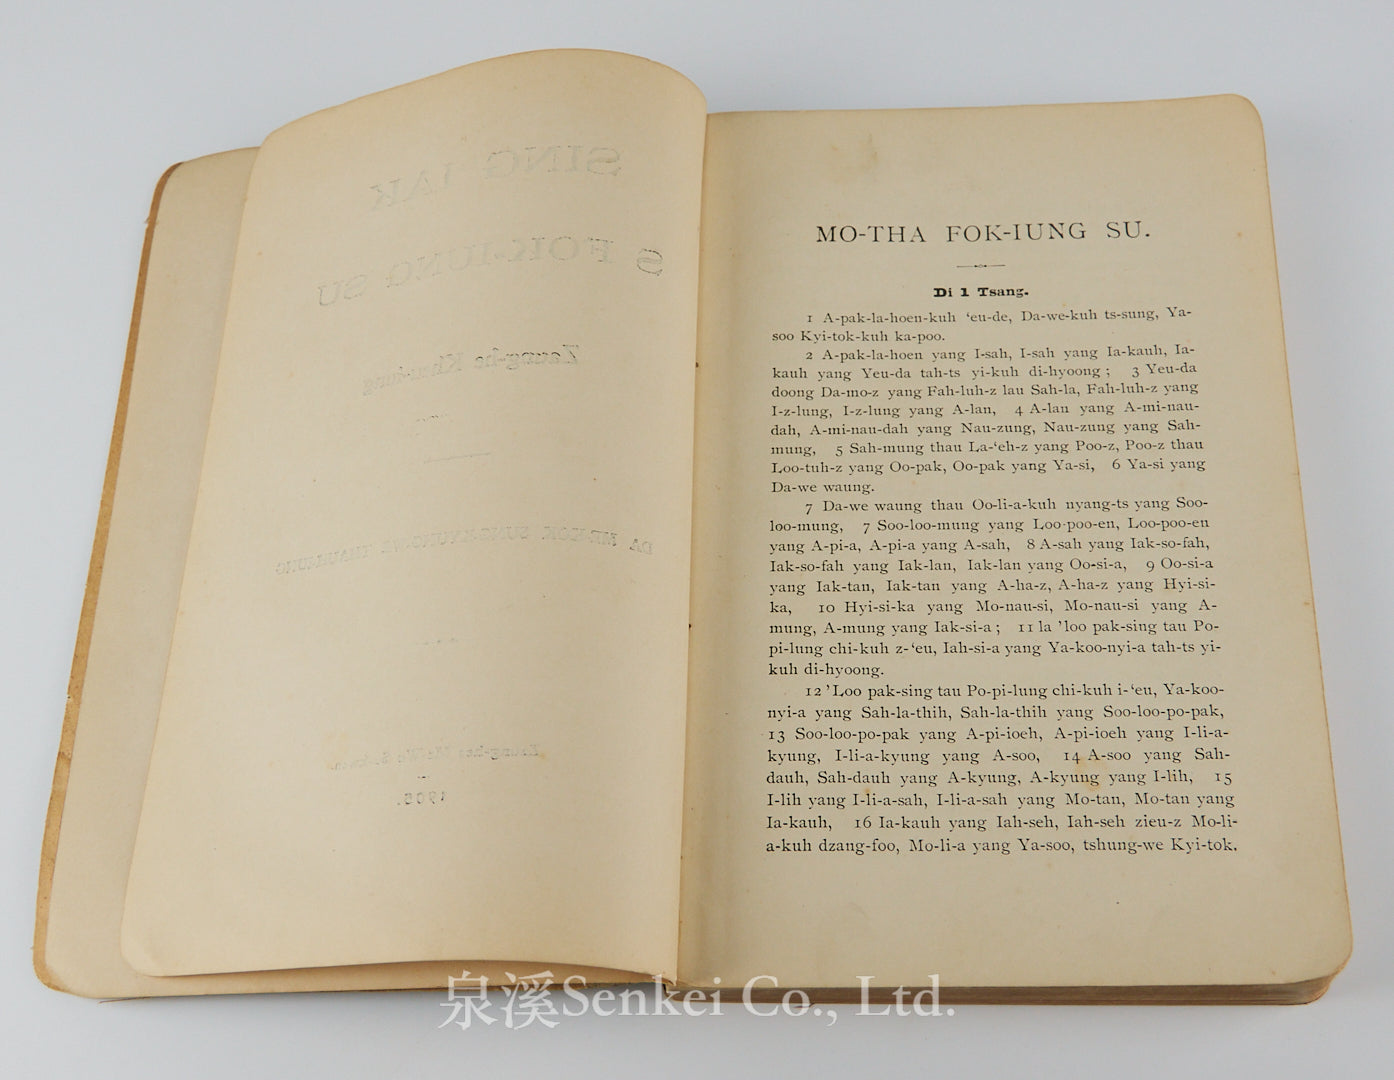 SING IAK
S FOK-IUNG SU
Zaung-he Khau-iung
1908.
MO-THA FOK-IUNG SU.
Di 1 Tsang.
1 A-pak-la-hoen-kuh ‘eu-de, Da-we-kuh ts-sung, Ya-
soo Kyi-tok-kuh ka-poo.
2 A-pak-la-hoen yang I-sah, I-sah yang Ia-kauh, Ia-
kauh yang Yeu-da tah-ts yi-kuh di-hyoong ; 3 Yeu-da
doong Da-mo-z yang Fah-luh-z lau Sah-la, Fah-luh-z yang
I-z-lung, I-z-lung yang A-lan, 4 A-lan yang A-mi-nau-
dah, A-mi-nau-dah yang Nau-zung, Nau-zung yang Sah-
mung, 5 Sah-mung thau La-‘eh-z yang Poo-z, Poo-z thau
Loo-tuh-z yang Oo-pak, Oo-pak yang Ya-si, 6 Ya-si yang
Da-we waung.
7 Da-we waung thau Oo-li-a-kuh nyang-ts yang Soo-
loo-mung, 7 Soo-loo-mung yang Loo-poo-en, Loo-poo-en
yang A-pi-a, A-pi-a yang A-sah, 8 A-sah yang Iak-so-fah,
Iak-so-fah yang Iak-lan, Iak-lan yang Oo-si-a, 9 Oo-si-a
yang Iak-tan, Iak-tan yang A-ha-z, A-ha-z yang Hyi-si-
ka, 10 Hyi-si-ka yang Mo-nau-si, Mo-nau-si yang A-
mung, A-mung yang Iak-si-a ; 11 la ’loo pak-sing tau Po-
pi-lung chi-kuh z-‘eu, Iah-si-a yang Ya-koo-nyi-a tah-ts yi-
kuh di-hyoong.
12 ’Loo pak-sing tau Po-pi-lung chi-kuh i-‘eu, Ya-koo-
nyi-a yang Sah-la-thih, Sah-la-thih yang Soo-loo-po-pak,
13 Soo-loo-po-pak yang A-pi-ioeh, A-pi-ioeh yang I-li-a-
kyung, I-li-a-kyung yang A-soo, 14 A-soo yang Sah-
dauh, Sah-dauh yang A-kyung, A-kyung yang I-lih, 15
I-lih yang I-li-a-sah, I-li-a-sah yang Mo-tan, Mo-tan yang
Ia-kauh, 16 Ia-kauh yang Iah-seh, Iah-seh zieu-z Mo-li-
a-kuh dzang-foo, Mo-li-a yang Ya-soo, tshung-we Kyi-tok.
泉溪Senkei Co., Ltd.